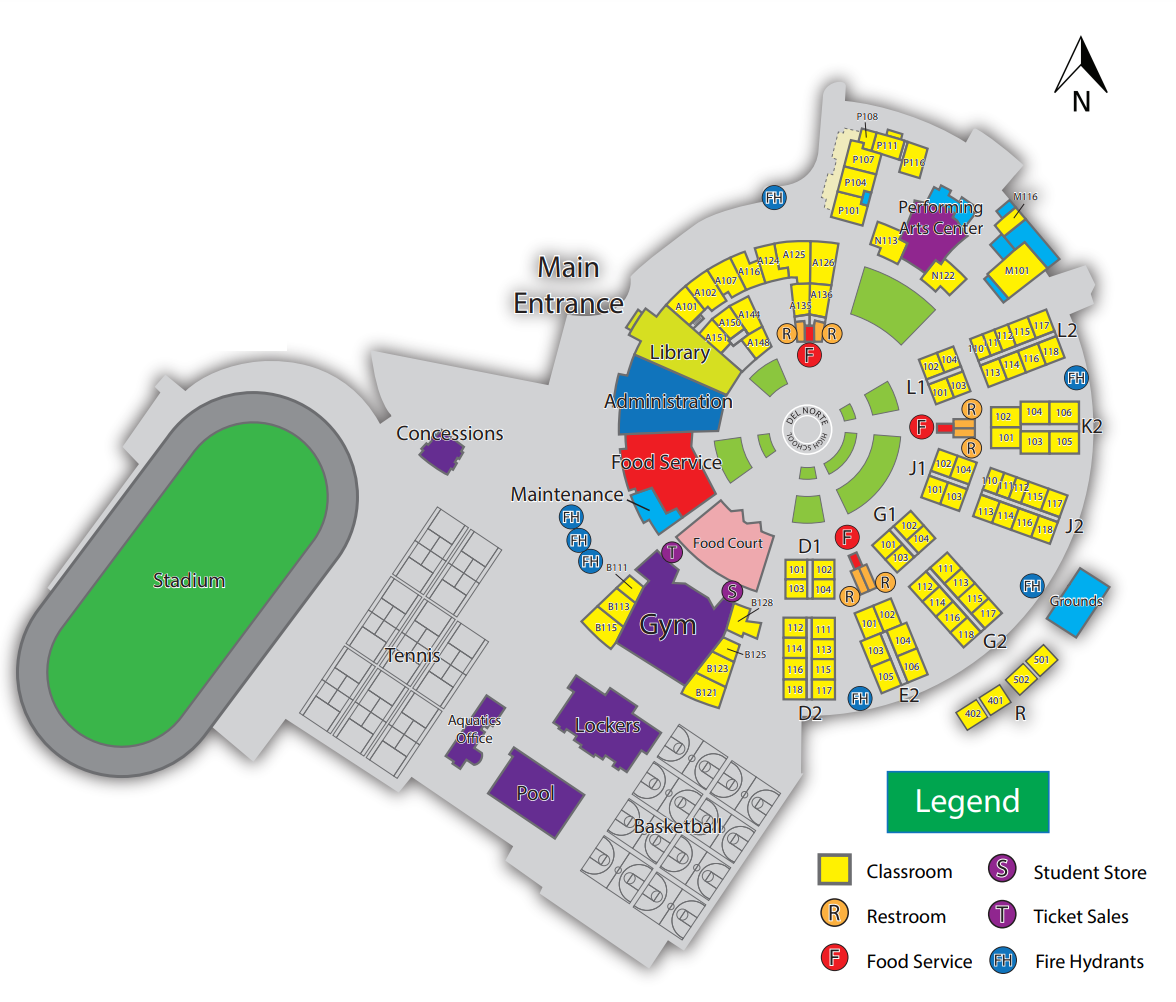 N
P108
P111
P107
P116
P104
P101
FH
Performing
Arts Center
M116
N113
N122
M101
Main
Entrance
A124
A125
A126
A116
A107
A102
A101
A135
A136
A144
A150
A151
A148
R
R
F
Library
Administration
Food Service
Maintenance
DEL NORTE
HIGH SCHOOL
L2
110
112
115
117
113
114
116
118
FH
L1
102
104
101
103
F
R
R
K2
102
104
106
101
103
105
J1
102
104
101
103
J2
110
111
112
115
117
113
114
116
118
Concessions
Stadium
FH
FH
FH
T
Food Court
S
B111
B113
B115
Gym
B128
B125
B123
B121
D1
101
102
103
104
D2
112
111
114
113
116
115
118
117
F
R
R
G1
102
101
104
103
G2
111
112
113
114
115
116
117
118
E2
101
102
103
104
105
106
FH
FH
Grounds
501
502
401
402
R
Tennis
Aquatics
Office
Lockers
Pool
Basketball
Legend
Classroom
S
Student Store
R
Restroom
T
Ticket Sales
F
Food Service
FH
Fire Hydrants